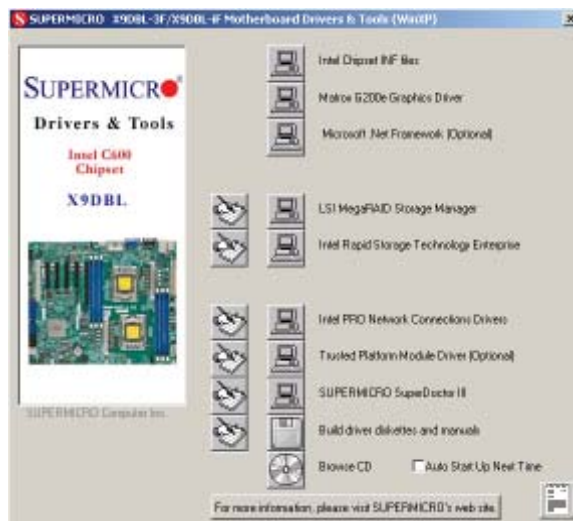 SUPERMICRO X9DBL-3F/X9DBL-iF Motherboard Drivers & Tools (WinXP)
SUPERMICRO
Drivers & Tools
Intel C600
Chipset
X9DBL
SUPERMICRO Computer Inc.
Intel Chipset INF files
Matrox G200e Graphics Driver
Microsoft .Net Framework (Optional)
LSI MegaRAID Storage Manager
Intel Rapid Storage Technology Enterprise
Intel PRO Network Connections Drivers
Trusted Platform Module Driver (Optional)
SUPERMICRO SuperDoctor III
Build driver diskettes and manuals
Browse CD
Auto Start Up Next Time
For more information, please visit SUPERMICRO's web site.